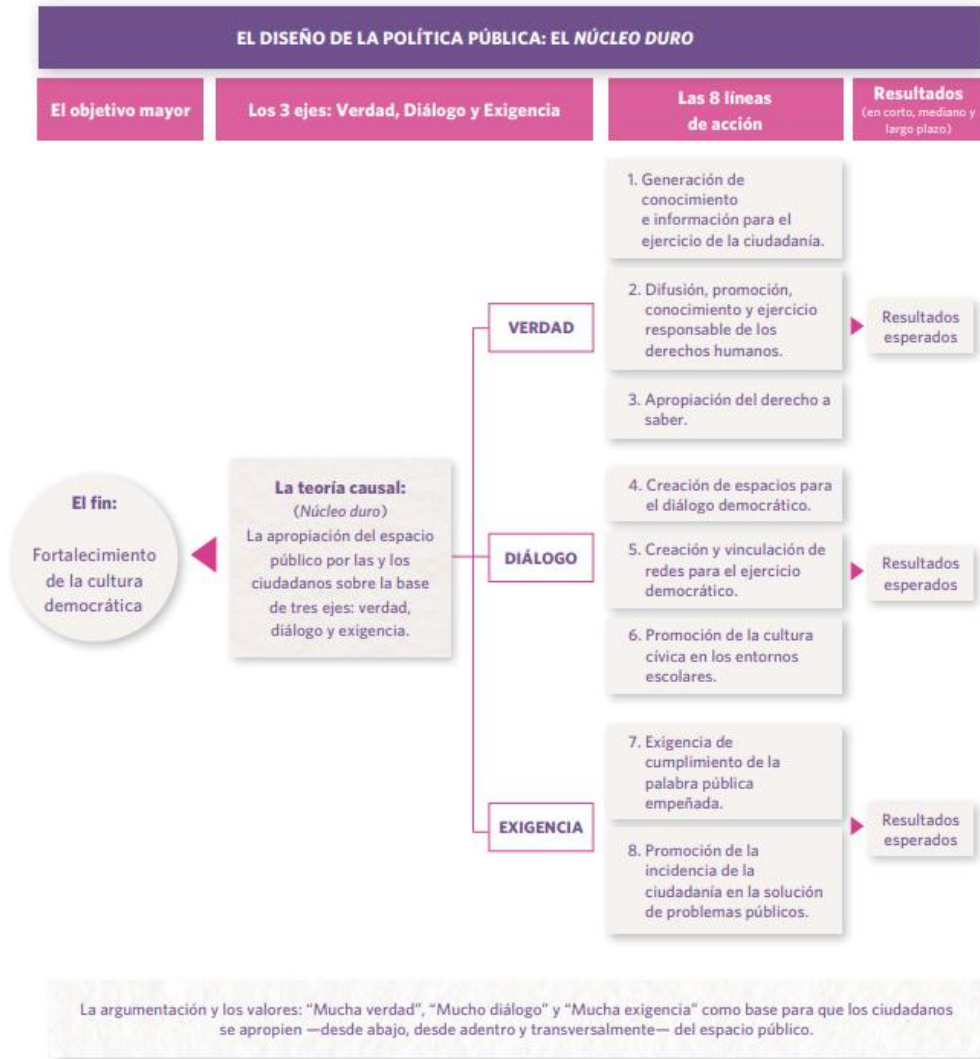 EL DISEÑO DE LA POLÍTICA PÚBLICA: EL NÚCLEO DURO
El objetivo mayor
Los 3 ejes: Verdad, Diálogo y Exigencia
Las 8 líneas
de acción
Resultados
(en corto, mediano y
largo plazo)
El fin:
Fortalecimiento
de la cultura
democrática
La teoría causal:
(Núcleo duro)
La apropiación del espacio
público por las y los
ciudadanos sobre la base
de tres ejes: verdad,
diálogo y exigencia.
VERDAD
1. Generación de
conocimiento
e información para el
ejercicio de la ciudadanía.
2. Difusión, promoción,
conocimiento y ejercicio
responsable de los
derechos humanos.
3. Apropiación del derecho a
saber.
Resultados
esperados
DIÁLOGO
4. Creación de espacios para
el diálogo democrático.
5. Creación y vinculación de
redes para el ejercicio
democrático.
6. Promoción de la cultura
cívica en los entornos
escolares.
Resultados
esperados
EXIGENCIA
7. Exigencia de
cumplimiento de la
palabra pública
empeñada.
8. Promoción de la
incidencia de la
ciudadanía en la solución
de problemas públicos.
Resultados
esperados
La argumentación y los valores: “Mucha verdad”, “Mucho diálogo” y “Mucha exigencia” como base para que los ciudadanos
se apropien —desde abajo, desde adentro y transversalmente— del espacio público.